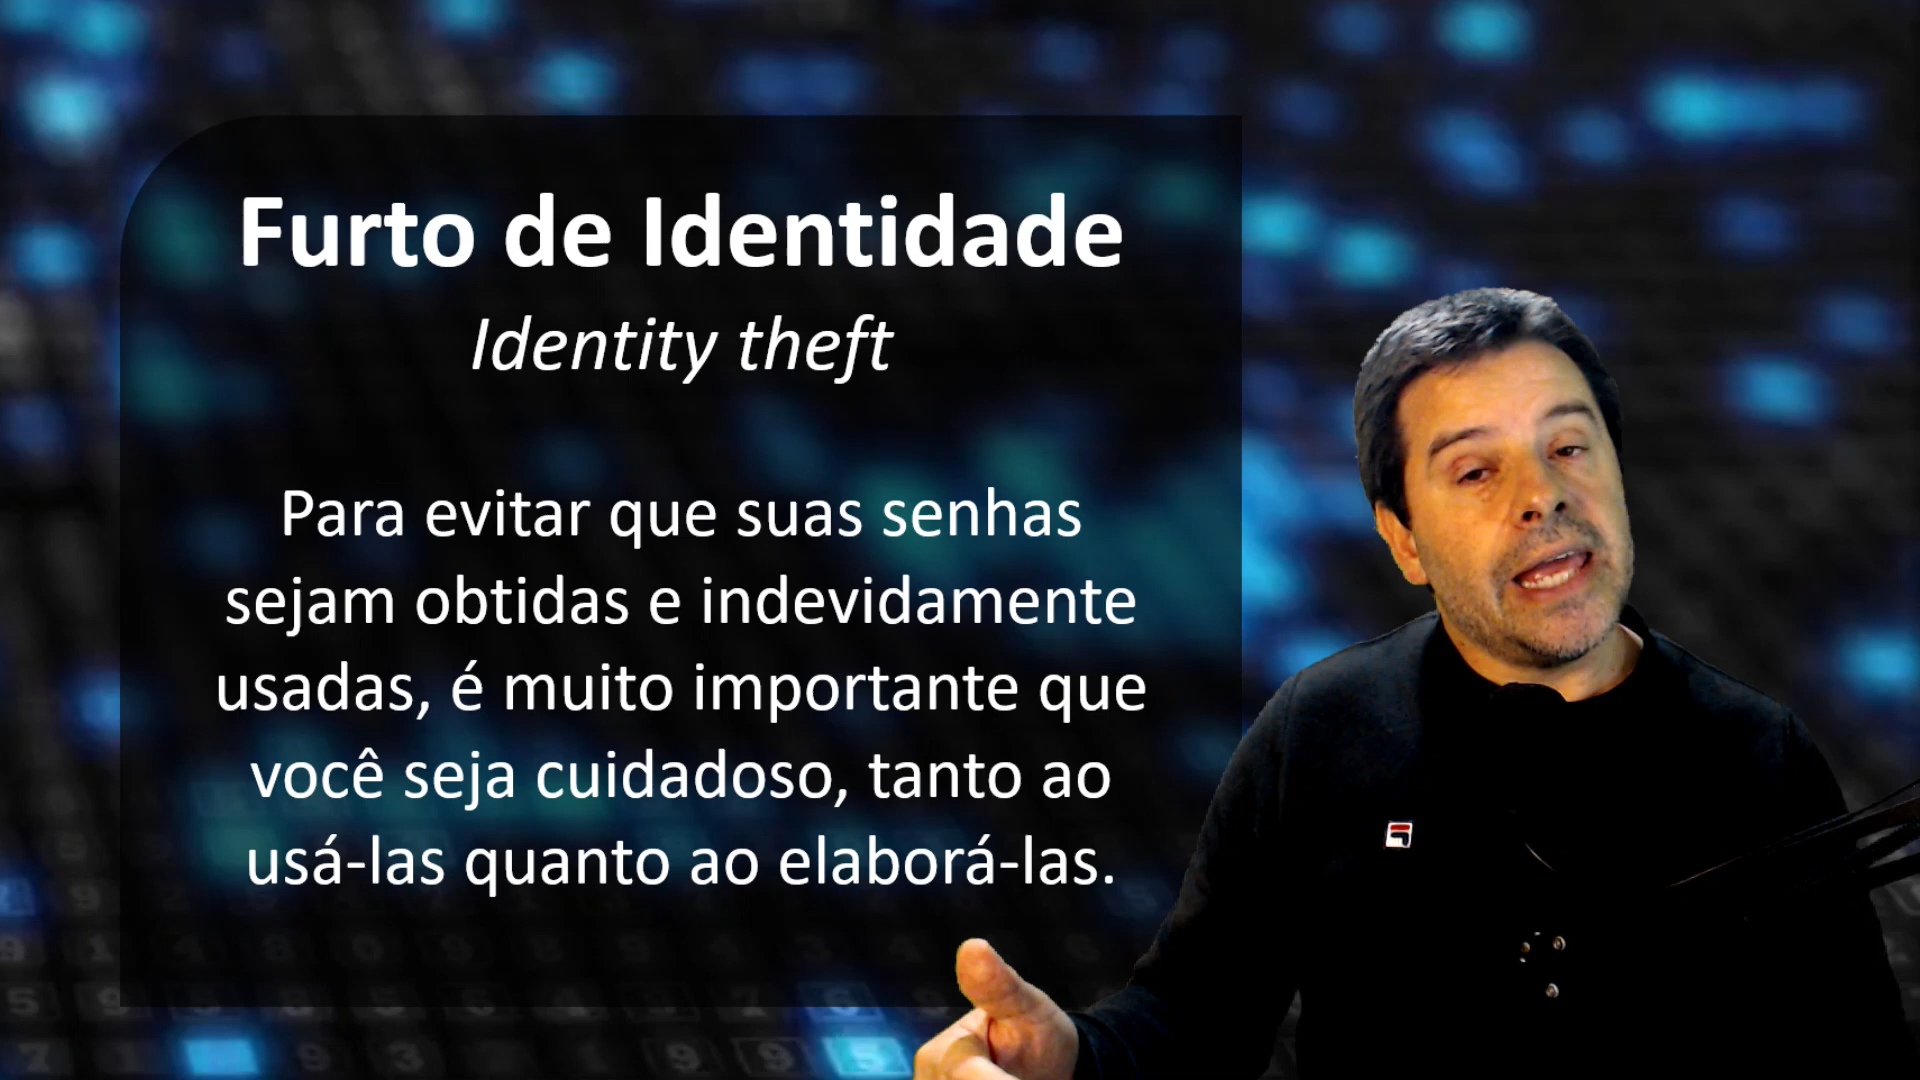 Furto de Identidade
Identity theft
Para evitar que suas senhas
sejam obtidas e indevidamente
usadas, é muito importante que
você seja cuidadoso, tanto ao
usá-las quanto ao elaborá-las.